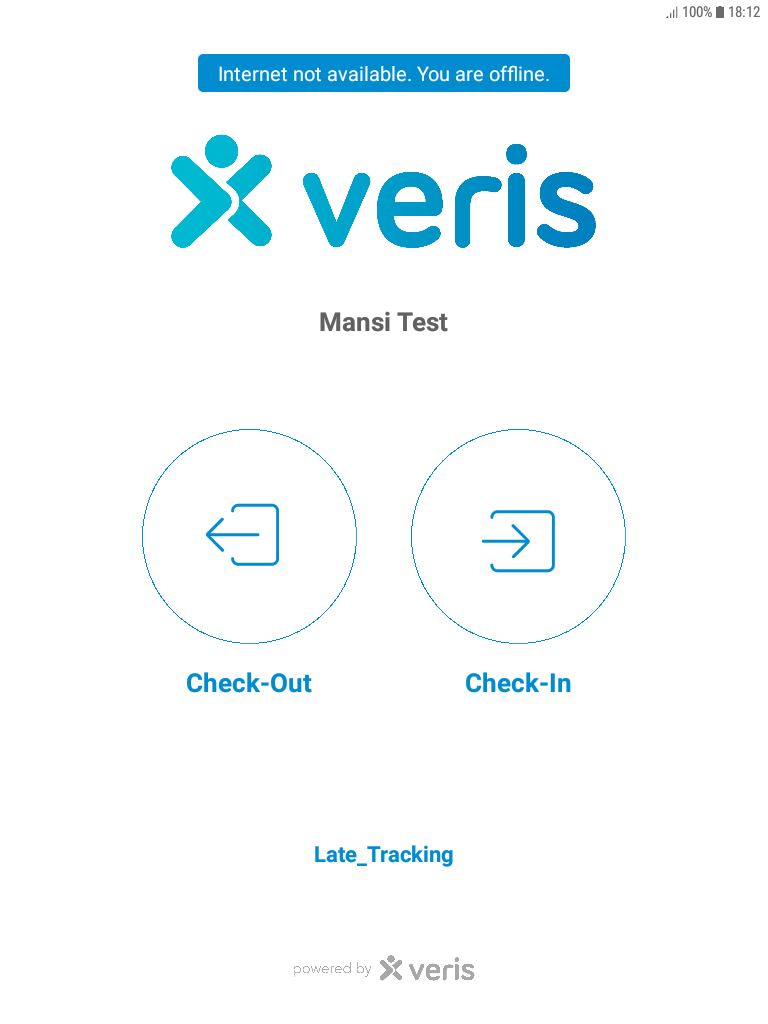 100% 18:12
Internet not available. You are offline.
veris
Mansi Test
Check-Out Check-In
Late_Tracking
powered by veris